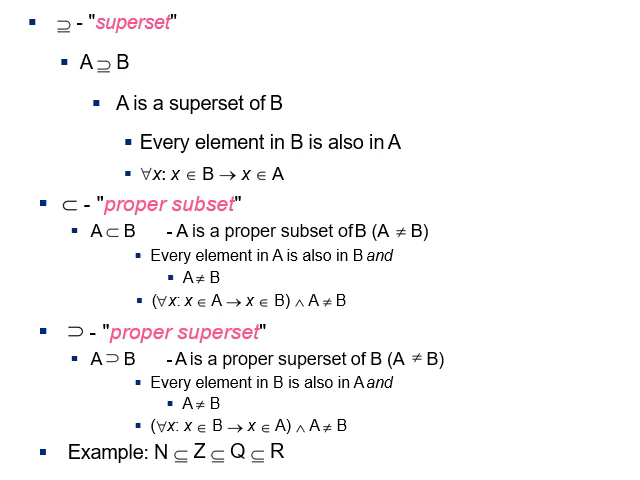 ▪ ⊇ - "superset"
▪ A ⊇ B
▪ A is a superset of B
▪ Every element in B is also in A
▪ ∀x: x ∈ B → x ∈ A
▪ ⊂ - "proper subset"
▪ A ⊂ B - A is a proper subset of B (A ≠ B)
▪ Every element in A is also in B and
▪ A ≠ B
▪ (∀x: x ∈ A → x ∈ B) ∧ A ≠ B
▪ ⊃ - "proper superset"
▪ A ⊃ B - A is a proper superset of B (A ≠ B)
▪ Every element in B is also in A and
▪ A ≠ B
▪ (∀x: x ∈ B → x ∈ A) ∧ A ≠ B
▪ Example: N ⊆ Z ⊆ Q ⊆ R